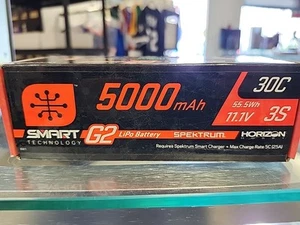 5000mAh
30C
55.5Wh
11.1V 3S
SMART
TECHNOLOGY
G2 LiPo Battery
SPEKTRUM
HORIZON
Requires Spektrum Smart Charger • Max Charge Rate 5C (25A)